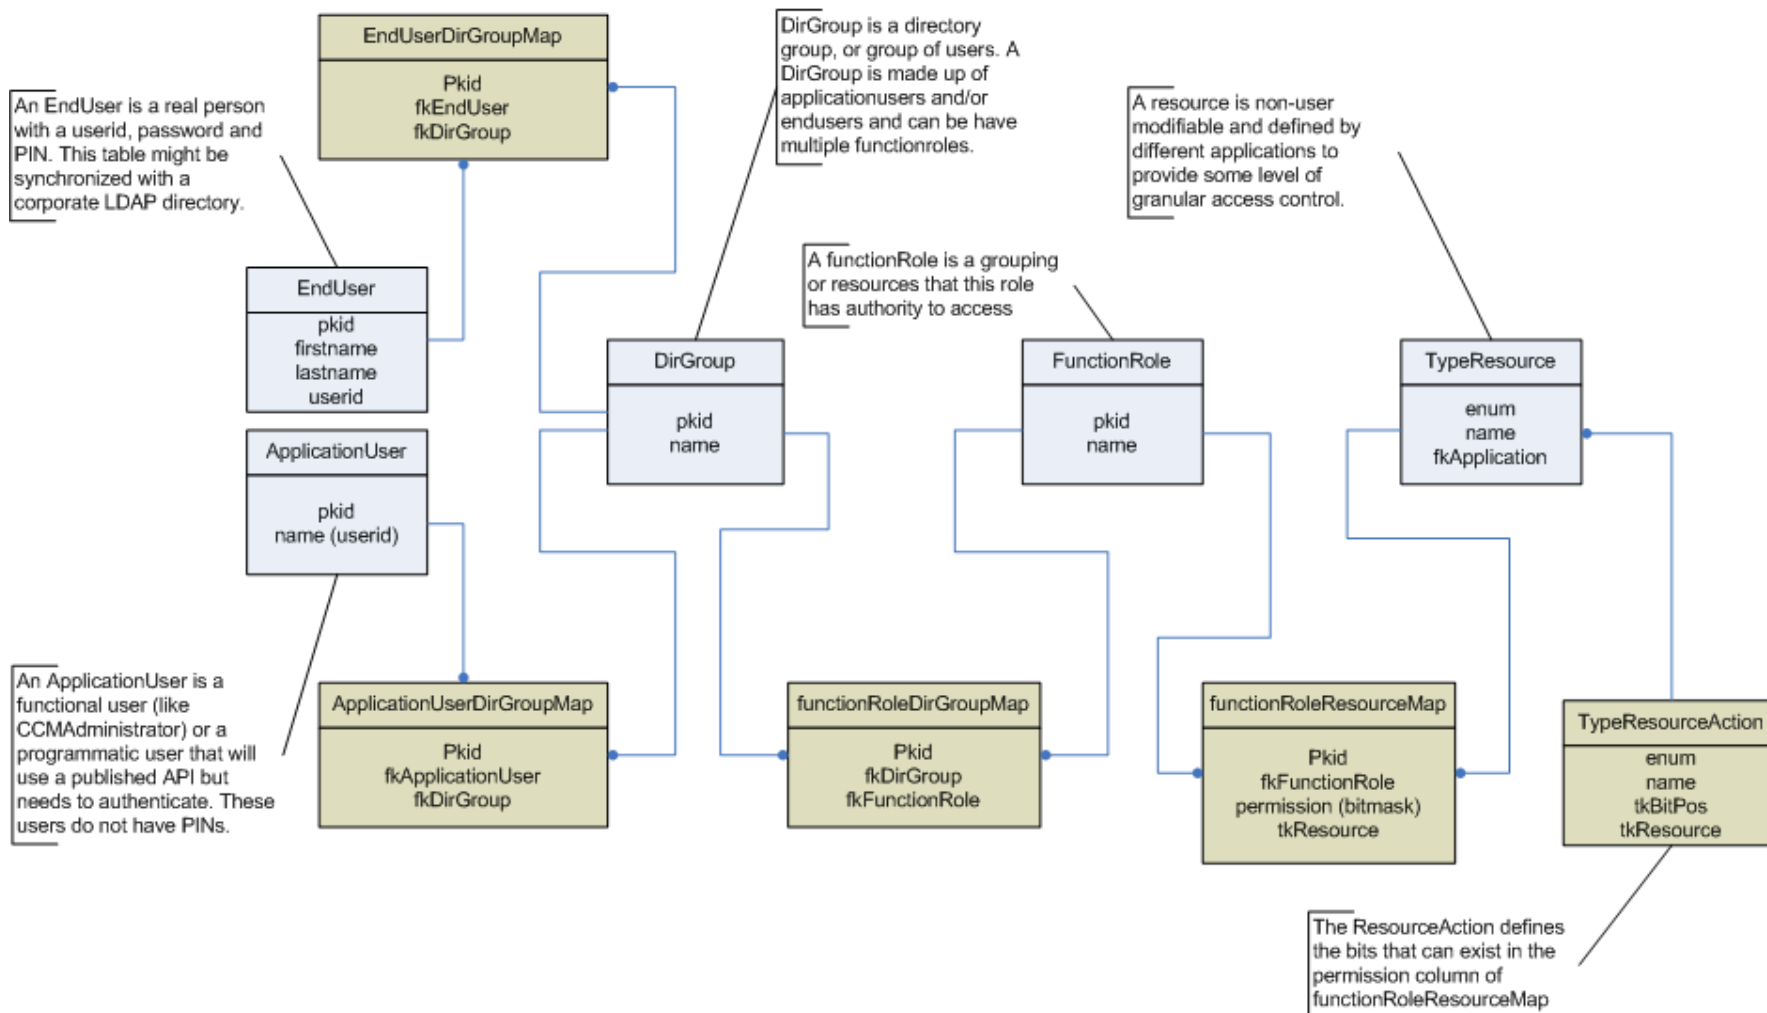 EndUserDirGroupMap
Pkid
fkEndUser
fkDirGroup
DirGroup is a directory
group, or group of users. A
DirGroup is made up of
applicationusers and/or
endusers and can be have
multiple functionroles.
An EndUser is a real person
with a userid, password and
PIN. This table might be
synchronized with a
corporate LDAP directory.
A resource is non-user
modifiable and defined by
different applications to
provide some level of
granular access control.
A functionRole is a grouping
or resources that this role
has authority to access
EndUser
pkid
firstname
lastname
userid
DirGroup
pkid
name
FunctionRole
pkid
name
TypeResource
enum
name
fkApplication
ApplicationUser
pkid
name (userid)
An ApplicationUser is a
functional user (like
CCMAdministrator) or a
programmatic user that will
use a published API but
needs to authenticate. These
users do not have PINs.
ApplicationUserDirGroupMap
Pkid
fkApplicationUser
fkDirGroup
functionRoleDirGroupMap
Pkid
fkDirGroup
fkFunctionRole
functionRoleResourceMap
Pkid
fkFunctionRole
permission (bitmask)
tkResource
TypeResourceAction
enum
name
tkBitPos
tkResource
The ResourceAction defines
the bits that can exist in the
permission column of
functionRoleResourceMap